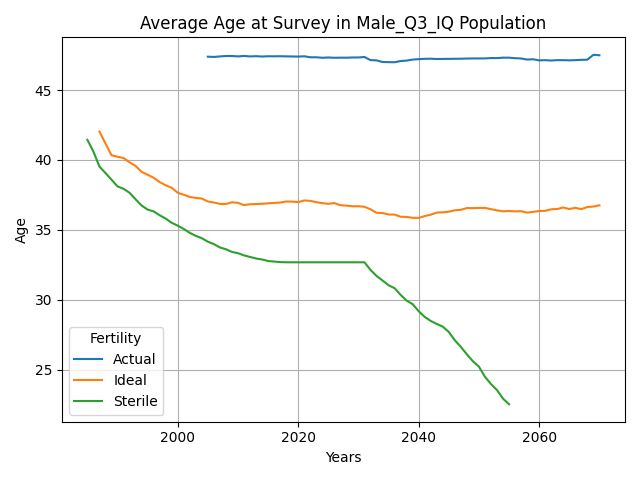 Average Age at Survey in Male_Q3_IQ Population
Age
45
40
35
30
25
Fertility
Actual
Ideal
Sterile
2000
2020
2040
2060
Years